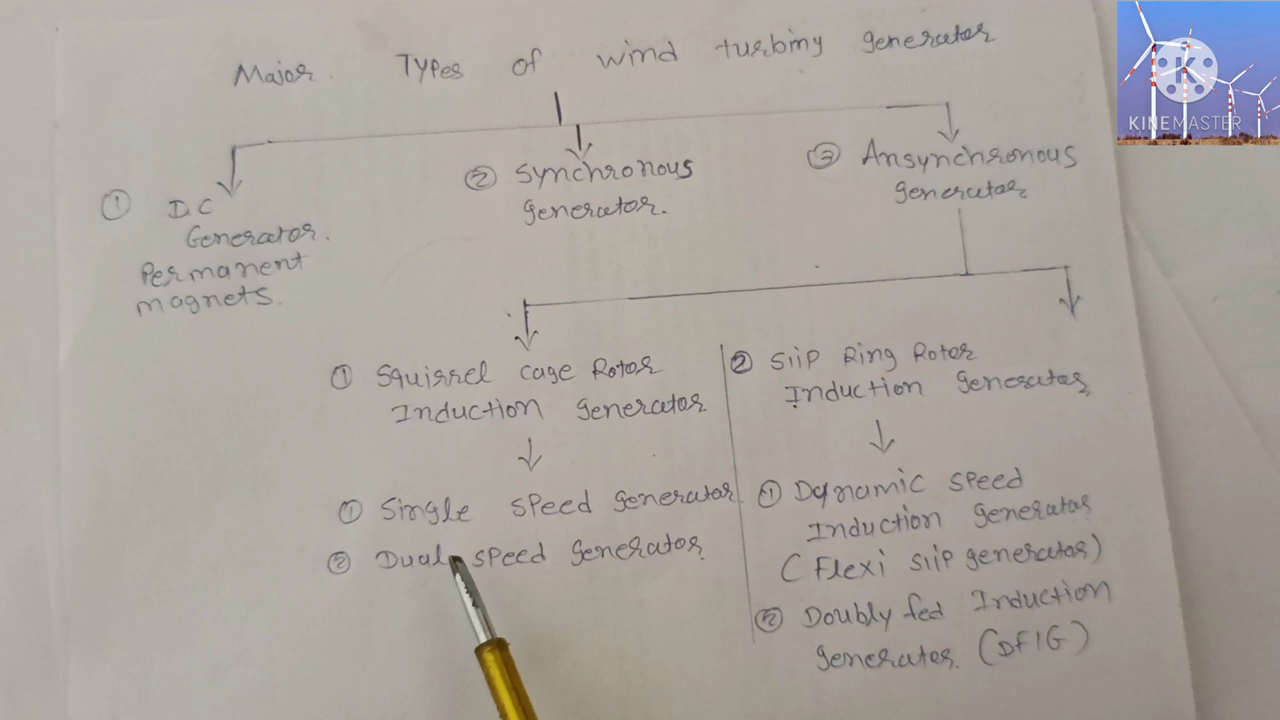 Major. Types of wind turbiny generator
① D.C
Generator.
Permanent
magnets.
② Synchronous
generator.
③ Ansynchronous
generator
① Squirrel cage Rotor
Induction generator
① Single speed generator
② Dual speed generator
② Slip Ring Rotor
Induction generator
① Dynamic speed
Induction generator
(Flexi slip generator)
② Doubly fed Induction
generator. (DFIG)
K
KINEMASTER